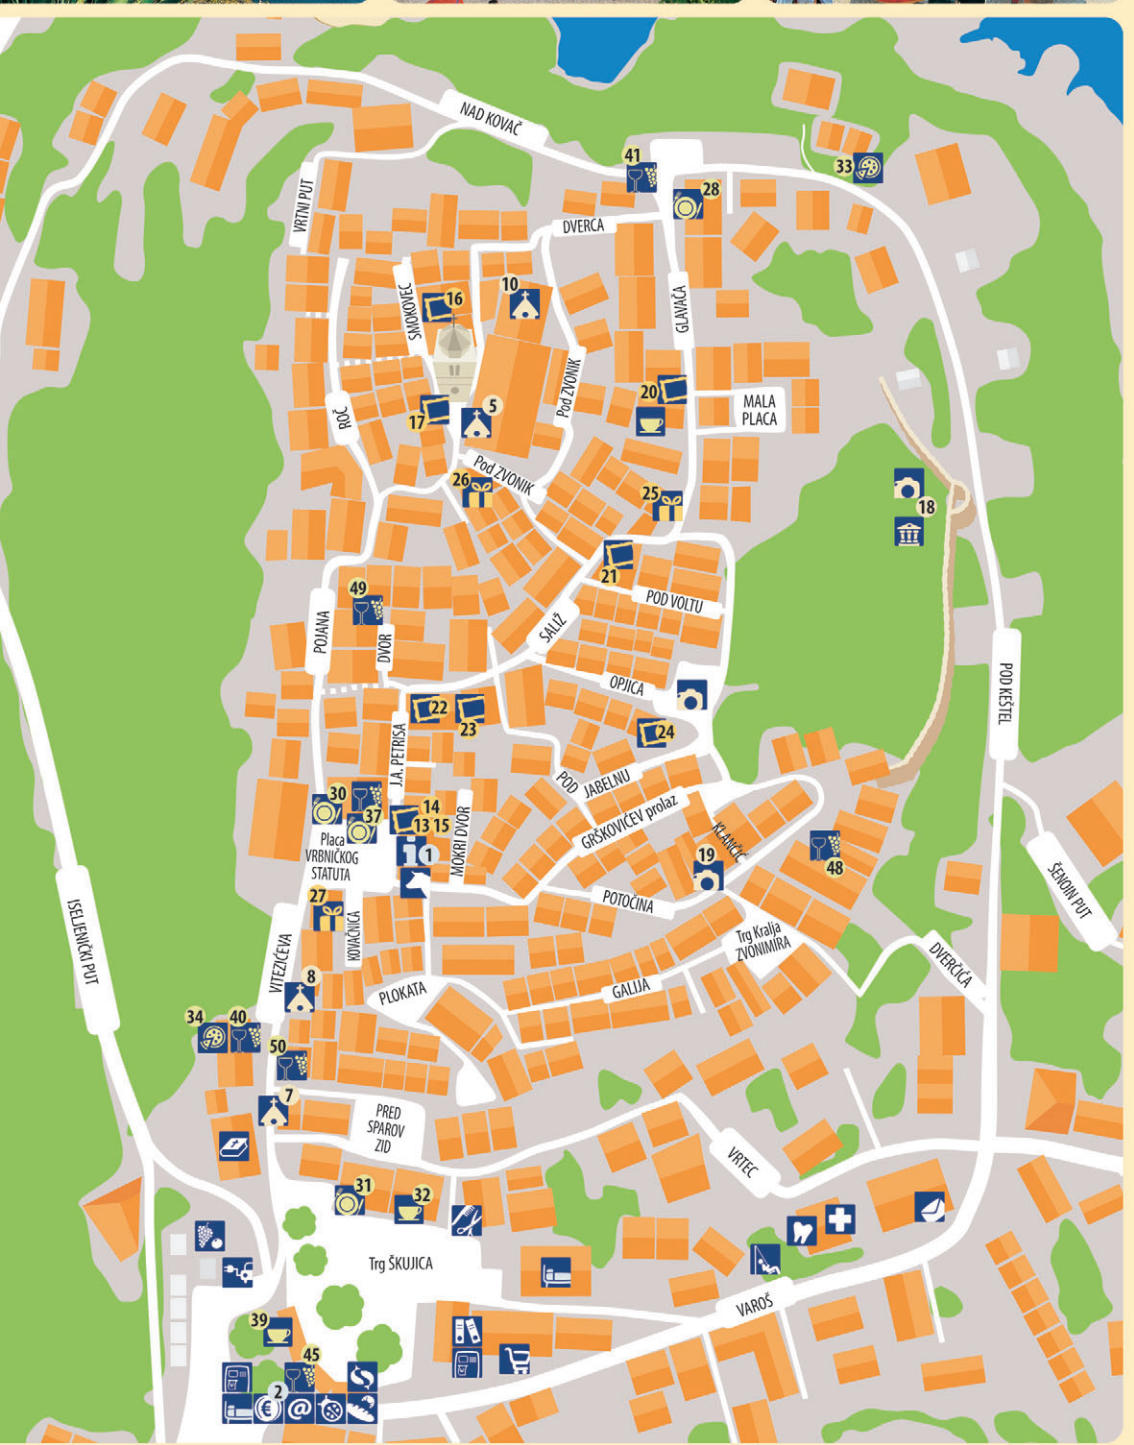 NAD KOVAČ
41
33
28
VRTNI PUT
DVERCA
10
16
SMOKOVEC
GLAVAČA
Pod ZVONIK
20
MALA
PLACA
ROČ
17
5
Pod ZVONIK
26
25
18
21
49
POJANA
DVOR
SALIŽ
POD VOLTU
OPJICA
POD KEŠTEL
22
23
24
J.A. PETRISA
POD JABELNU
30
37
14
13 15
MOKRI DVOR
GRŠKOVIĆEV prolaz
KLANČIĆ
Placa
VRBNIČKOG
STATUTA
i 1
19
48
ŠENOIN PUT
27
KOVAČNICA
POTOČINA
ISELJENIČKI PUT
VITEZIĆEVA
Trg Kralja
ZVONIMIRA
DVERČIĆA
8
PLOKATA
GALIJA
34
40
50
7
PRED
SPAROV
ZID
VRTEC
31
32
Trg ŠKUJICA
VAROŠ
39
45
2
€ @